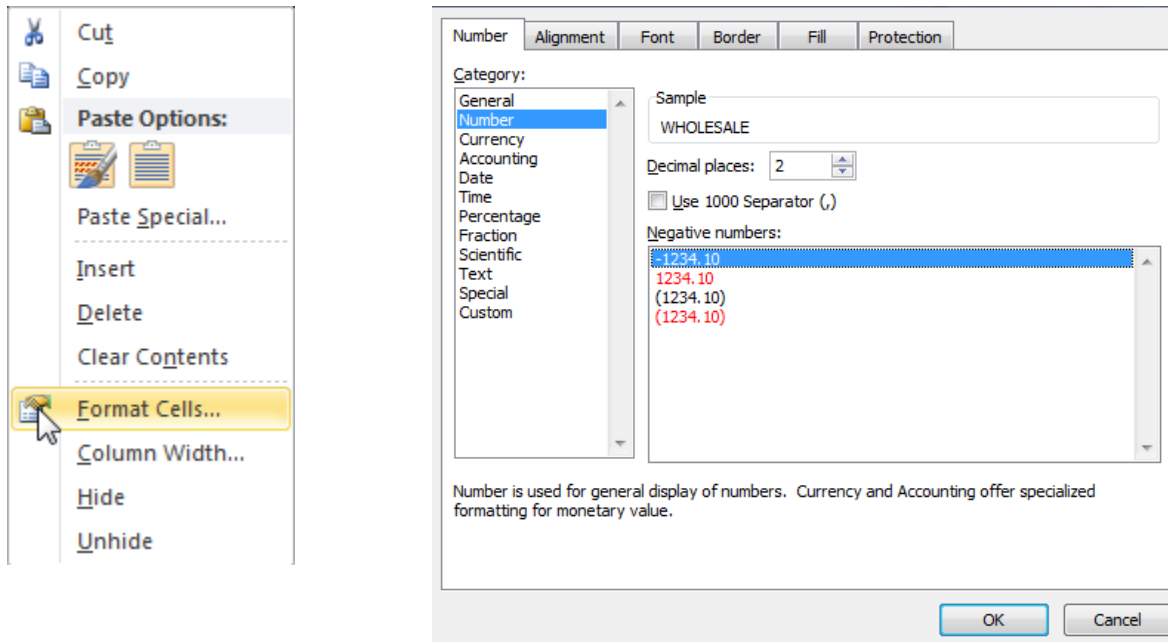 Cut
Copy
Paste Options:
Paste Special...
Insert
Delete
Clear Contents
Format Cells...
Column Width...
Hide
Unhide
Number Alignment Font Border Fill Protection
Category:
General
Number
Currency
Accounting
Date
Time
Percentage
Fraction
Scientific
Text
Special
Custom
Sample
WHOLESALE
Decimal places: 2
Use 1000 Separator (,)
Negative numbers:
-1234.10
1234.10
(1234.10)
(1234.10)
Number is used for general display of numbers. Currency and Accounting offer specialized
formatting for monetary value.
OK Cancel